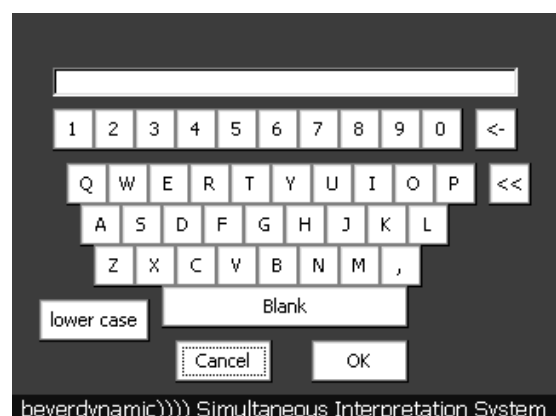 1 2 3 4 5 6 7 8 9 0 <-
Q W E R T Y U I O P <<
A S D F G H J K L
Z X C V B N M ,
Blank
lower case
Cancel OK
beyerdynamic)))) Simultaneous Interpretation System